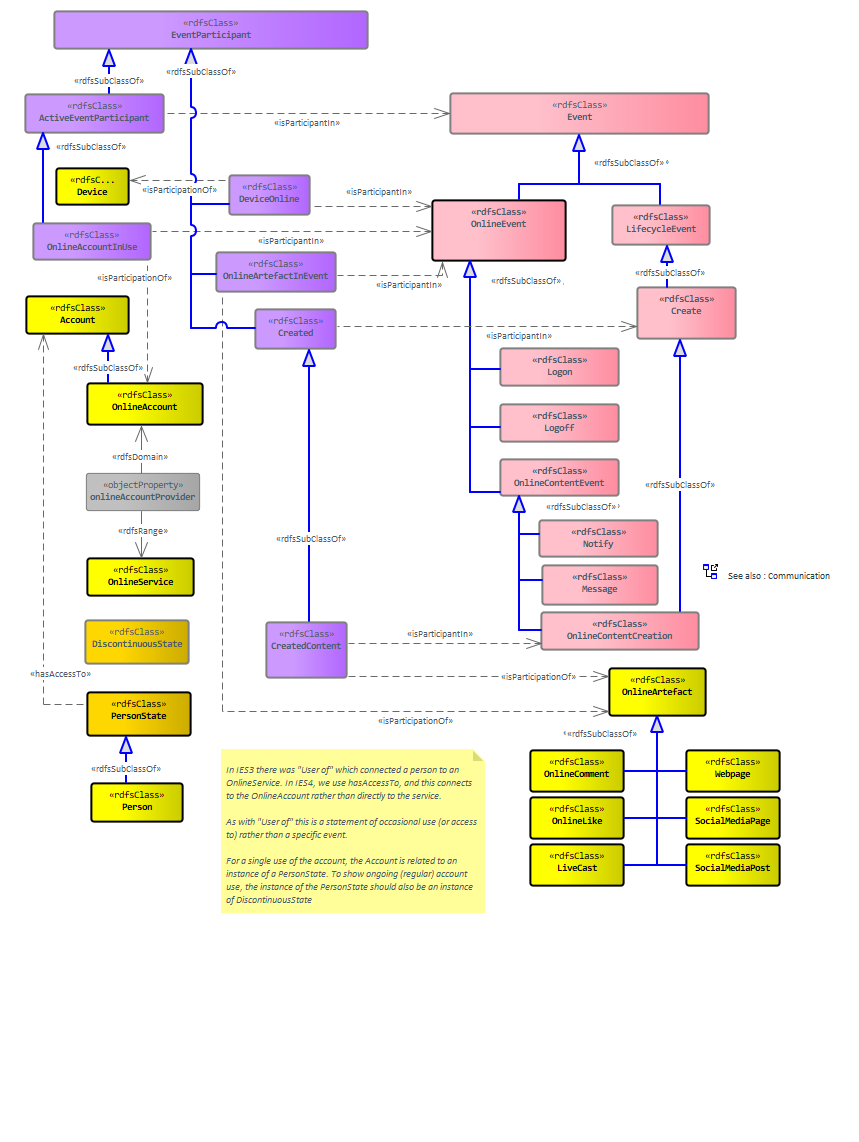 «rdfsClass»
EventParticipant
«rdfsSubClassOf»
«rdfsSubClassOf»
«rdfsClass»
ActiveEventParticipant
«isParticipantIn»
«rdfsClass»
Event
«rdfsSubClassOf»
«rdfsSubClassOf»
«rdfsC...
Device
«isParticipationOf»
«rdfsClass»
DeviceOnline
«isParticipantIn»
«rdfsClass»
OnlineEvent
«rdfsClass»
LifecycleEvent
«rdfsClass»
OnlineAccountInUse
«isParticipantIn»
«rdfsClass»
OnlineArtefactInEvent
«isParticipationOf»
«isParticipantIn»
«rdfsSubClassOf»
«rdfsSubClassOf»
«rdfsClass»
Account
«rdfsClass»
Created
«rdfsClass»
Create
«isParticipantIn»
«rdfsSubClassOf»
«rdfsClass»
Logon
«rdfsClass»
OnlineAccount
«rdfsClass»
Logoff
«rdfsDomain»
«objectProperty»
onlineAccountProvider
«rdfsClass»
OnlineContentEvent
«rdfsSubClassOf»
«rdfsSubClassOf»
«rdfsRange»
«rdfsSubClassOf»
«rdfsClass»
Notify
«rdfsClass»
OnlineService
«rdfsClass»
Message
See also : Communication
«rdfsClass»
DiscontinuousState
«rdfsClass»
CreatedContent
«isParticipantIn»
«rdfsClass»
OnlineContentCreation
«hasAccessTo»
«isParticipationOf»
«rdfsClass»
OnlineArtefact
«rdfsClass»
PersonState
«isParticipationOf»
«rdfsSubClassOf»
«rdfsSubClassOf»
«rdfsClass»
Person
In IES3 there was "User of" which connected a person to an
OnlineService. In IES4, we use hasAccessTo, and this connects
to the OnlineAccount rather than directly to the service.
As with "User of" this is a statement of occasional use (or access
to) rather than a specific event.
For a single use of the account, the Account is related to an
instance of a PersonState. To show ongoing (regular) account
use, the instance of the PersonState should also be an instance
of DiscontinuousState
«rdfsClass»
OnlineComment
«rdfsClass»
Webpage
«rdfsClass»
OnlineLike
«rdfsClass»
SocialMediaPage
«rdfsClass»
LiveCast
«rdfsClass»
SocialMediaPost